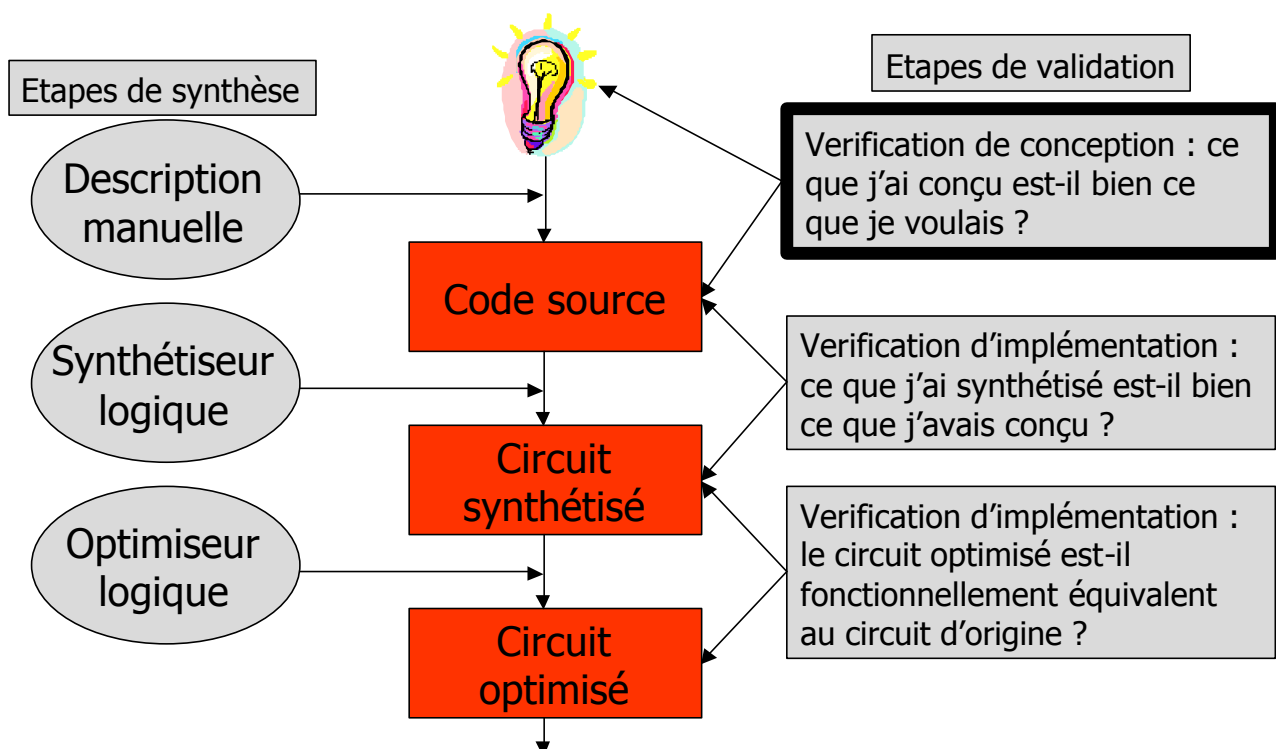 Etapes de synthèse
Etapes de validation
Description
manuelle
Verification de conception : ce
que j'ai conçu est-il bien ce
que je voulais ?
Code source
Synthétiseur
logique
Verification d'implémentation :
ce que j'ai synthétisé est-il bien
ce que j'avais conçu ?
Circuit
synthétisé
Optimiseur
logique
Verification d'implémentation :
le circuit optimisé est-il
fonctionnellement équivalent
au circuit d'origine ?
Circuit
optimisé